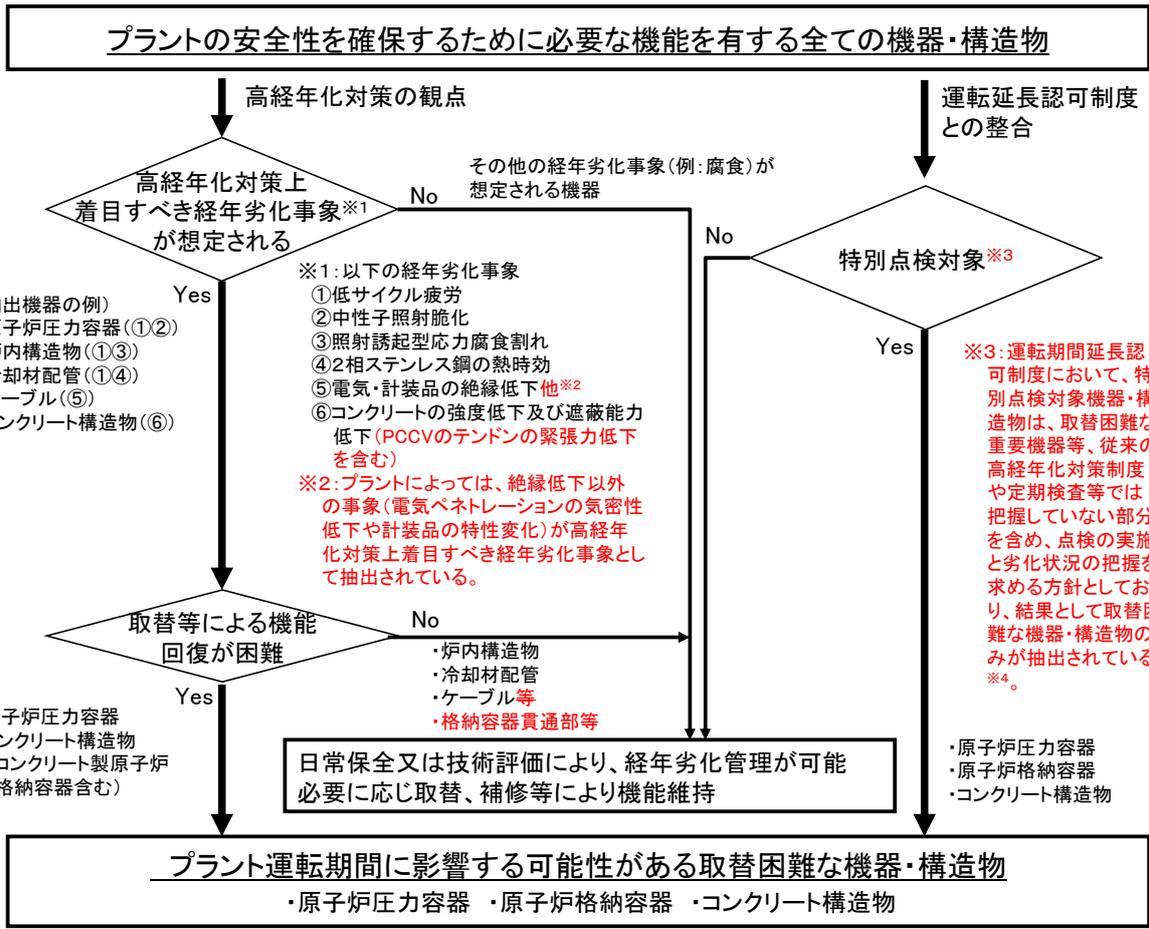 プラントの安全性を確保するために必要な機能を有する全ての機器・構造物
高経年化対策の観点
運転延長認可制度
との整合
高経年化対策上
着目すべき経年劣化事象※1
が想定される
No
その他の経年劣化事象(例:腐食)が
想定される機器
No
特別点検対象※3
Yes
出機器の例)
子炉圧力容器(①②)
内構造物(①③)
却材配管(①④)
ーブル(⑤)
ンクリート構造物(⑥)
※1:以下の経年劣化事象
①低サイクル疲労
②中性子照射脆化
③照射誘起型応力腐食割れ
④2相ステンレス鋼の熱時効
⑤電気・計装品の絶縁低下他※2
⑥コンクリートの強度低下及び遮蔽能力
低下(PCCVのテンドンの緊張力低下
を含む)
※2:プラントによっては、絶縁低下以外
の事象(電気ペネトレーションの気密性
低下や計装品の特性変化)が高経年
化対策上着目すべき経年劣化事象とし
て抽出されている。
Yes
※3:運転期間延長認
可制度において、特
別点検対象機器・構
造物は、取替困難な
重要機器等、従来の
高経年化対策制度
や定期検査等では
把握していない部分
を含め、点検の実施
と劣化状況の把握を
求める方針としてお
り、結果として取替困
難な機器・構造物の
みが抽出されている
※4。
取替等による機能
回復が困難
No
・炉内構造物
・冷却材配管
・ケーブル等
・格納容器貫通部等
Yes
子炉圧力容器
ンクリート構造物
コンクリート製原子炉
格納容器含む)
日常保全又は技術評価により、経年劣化管理が可能
必要に応じ取替、補修等により機能維持
・原子炉圧力容器
・原子炉格納容器
・コンクリート構造物
プラント運転期間に影響する可能性がある取替困難な機器・構造物
・原子炉圧力容器 ・原子炉格納容器 ・コンクリート構造物